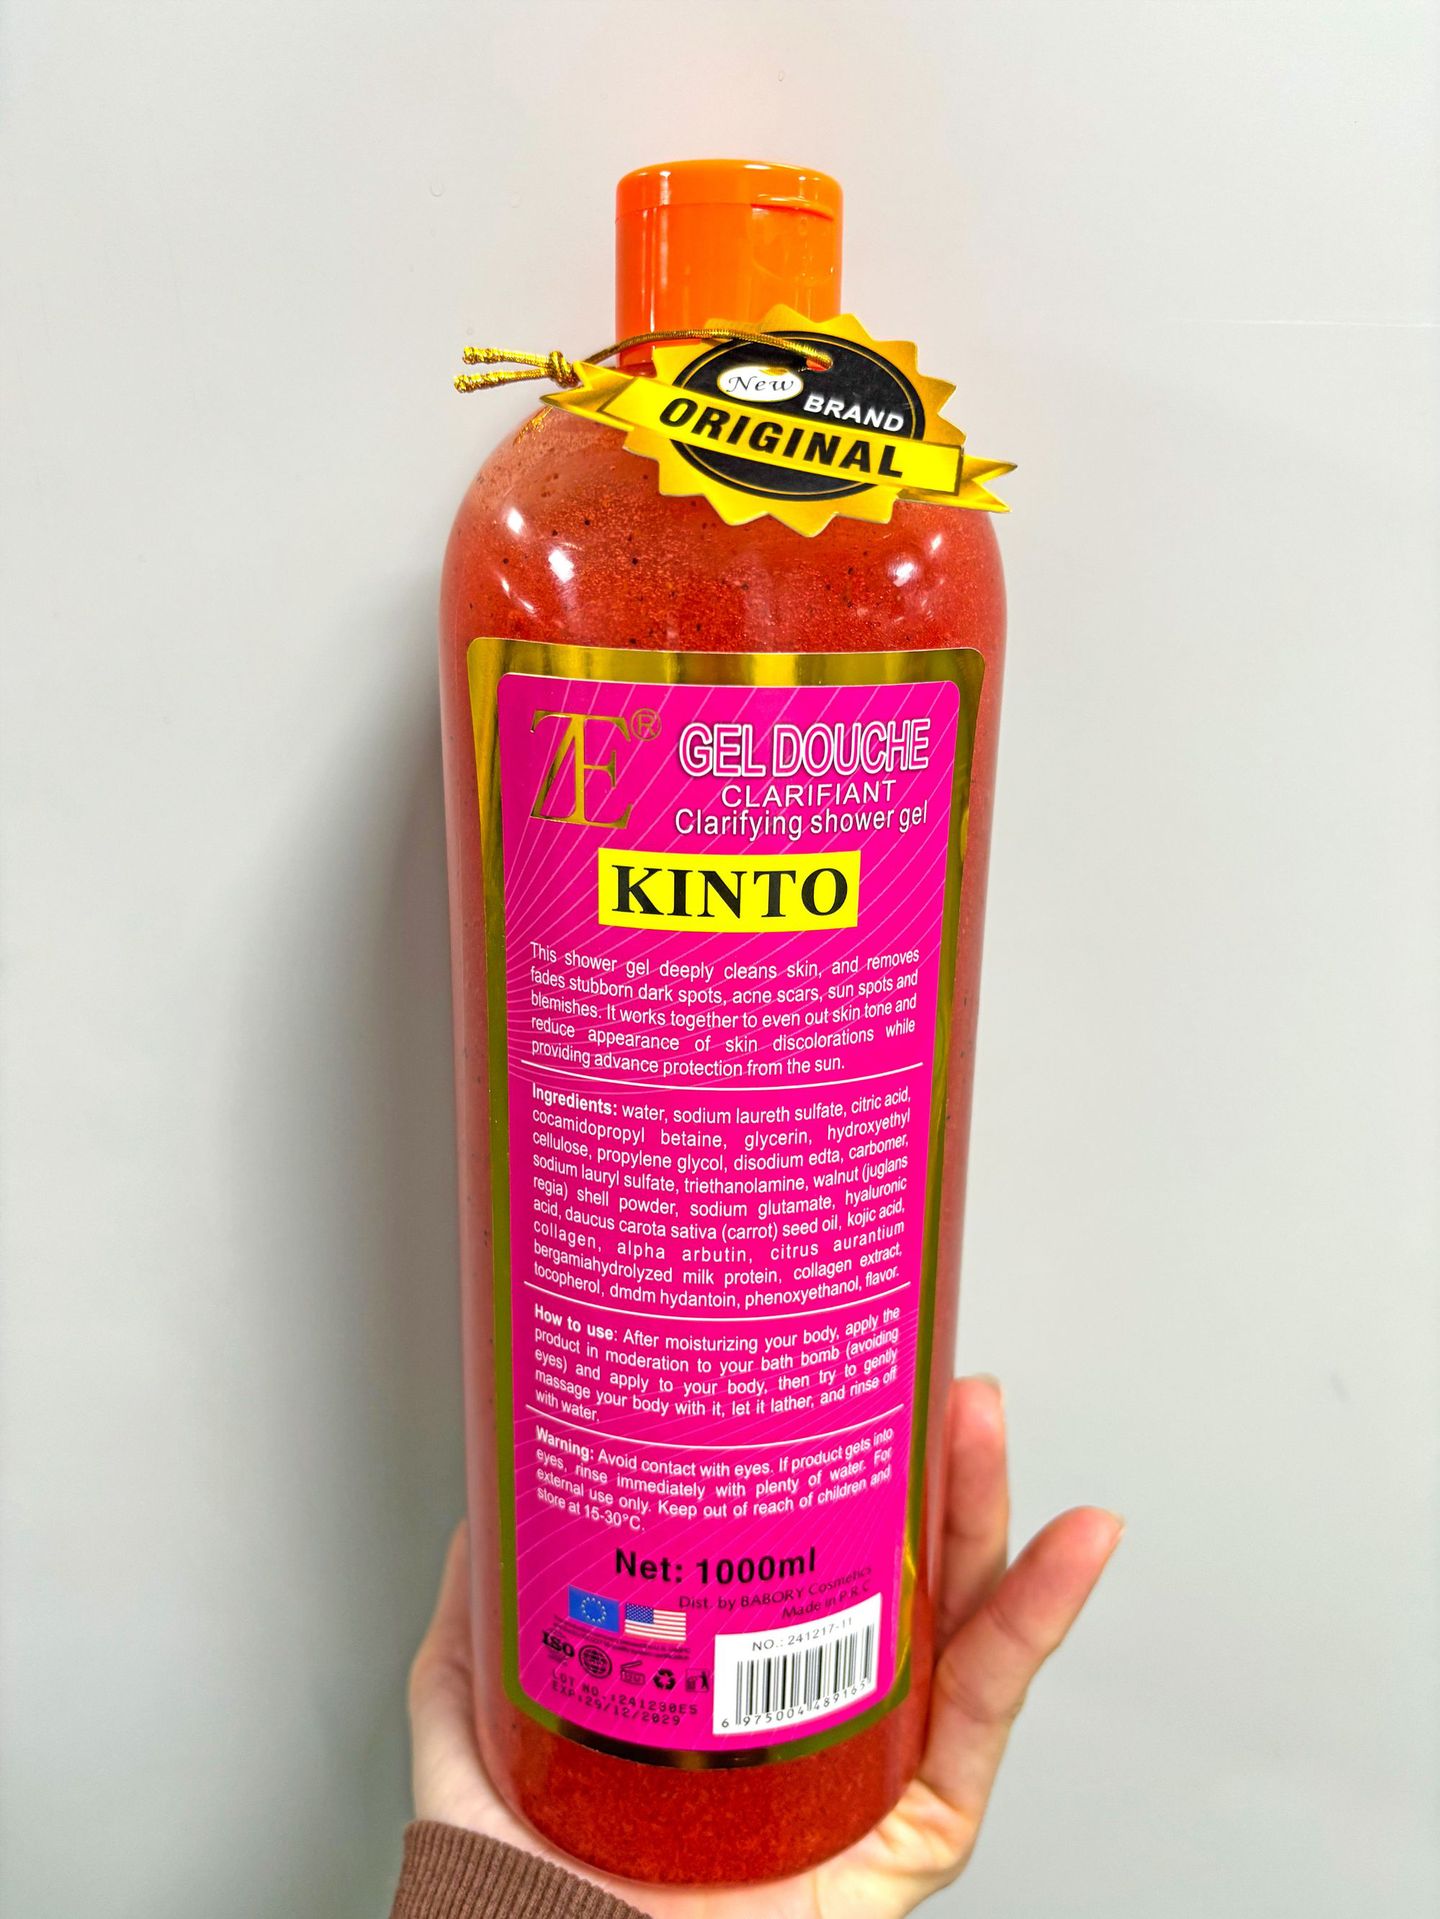 New
BRAND
ORIGINAL
ZE®
GEL DOUCHE
CLARIFIANT
Clarifying shower gel
KINTO
This shower gel deeply cleans skin, and removes
fades stubborn dark spots, acne scars, sun spots and
blemishes. It works together to even out skin tone and
reduce appearance of skin discolorations while
providing advance protection from the sun.
Ingredients: water, sodium laureth sulfate, citric acid,
cocamidopropyl betaine, glycerin, hydroxyethyl
cellulose, propylene glycol, disodium edta, carbomer,
sodium lauryl sulfate, triethanolamine, walnut (juglans
regia) shell powder, sodium glutamate, hyaluronic
acid, daucus carota sativa (carrot) seed oil, kojic acid,
collagen, alpha arbutin, citrus aurantium
bergamiahydrolyzed milk protein, collagen extract,
tocopherol, dmdm hydantoin, phenoxyethanol, flavor.
How to use: After moisturizing your body, apply the
product in moderation to your bath bomb (avoiding
eyes) and apply to your body, then try to gently
massage your body with it, let it lather, and rinse off
with water.
Warning: Avoid contact with eyes. If product gets into
eyes, rinse immediately with plenty of water. For
external use only. Keep out of reach of children and
store at 15-30°C.
Net: 1000ml
Dist. by BABORY Cosmetics
Made in P.R.C
NO.: 241217-11
ISO
LOT NO.:241230E5
EXP:29/12/2029
6 975004 489165